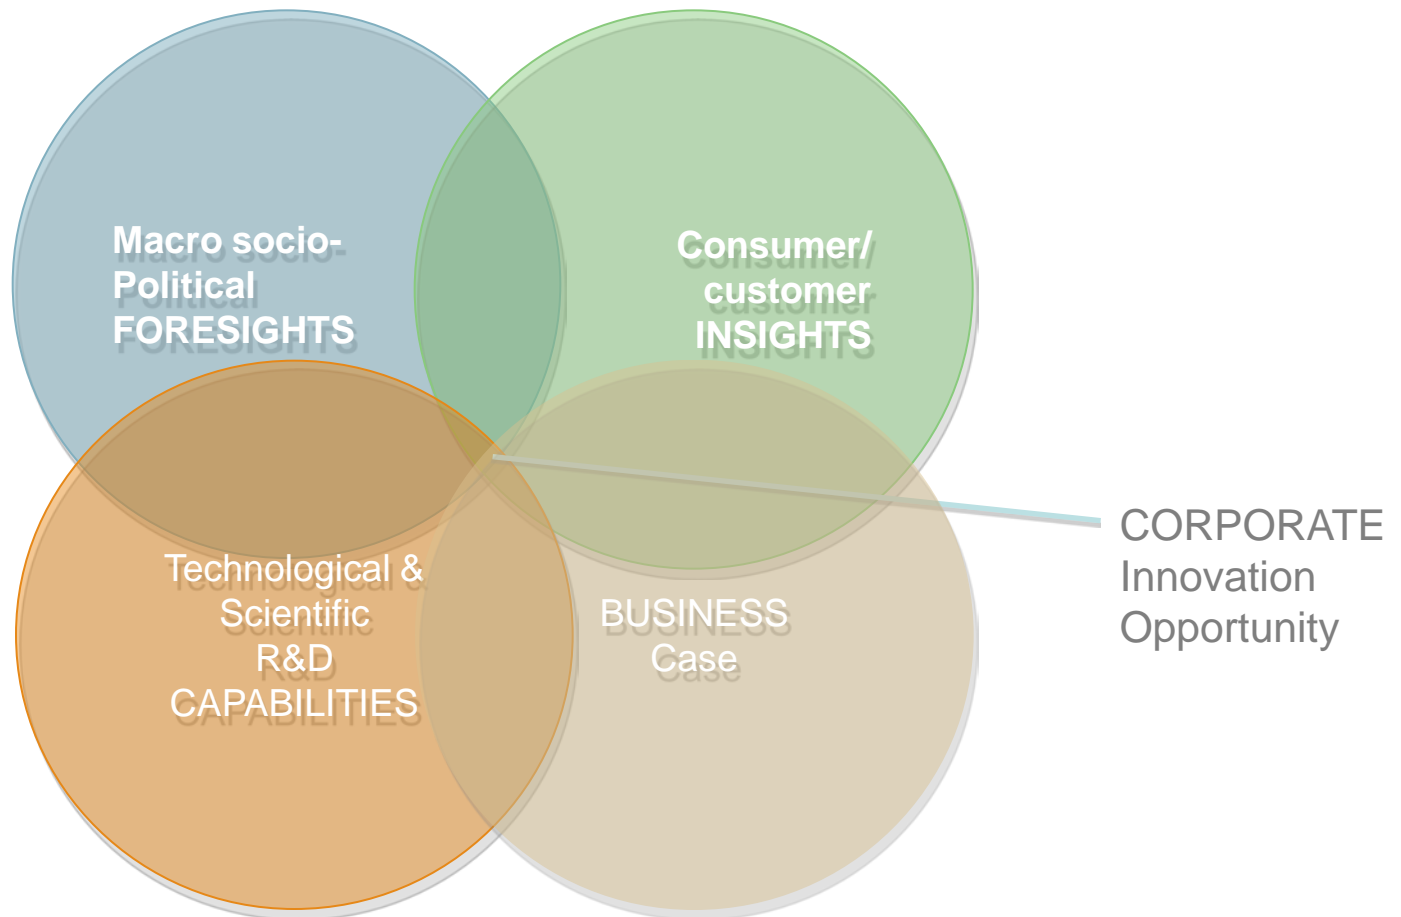 Macro socio-
Political
FORESIGHTS
Consumer/
customer
INSIGHTS
Technological &
Scientific
R&D
CAPABILITIES
BUSINESS
Case
CORPORATE
Innovation
Opportunity